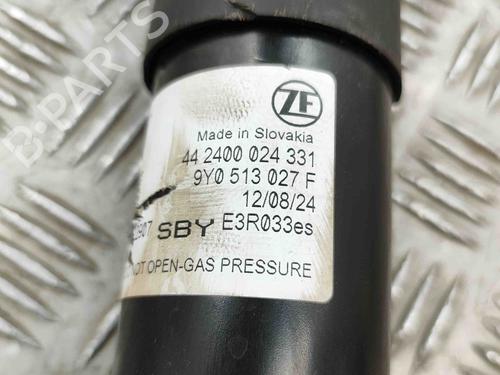 B-PARTS
ZF
Made in Slovakia
44 2400 024 331
9Y0 513 027 F
12/08/24
SBY E3R033es
OPEN-GAS PRESSURE